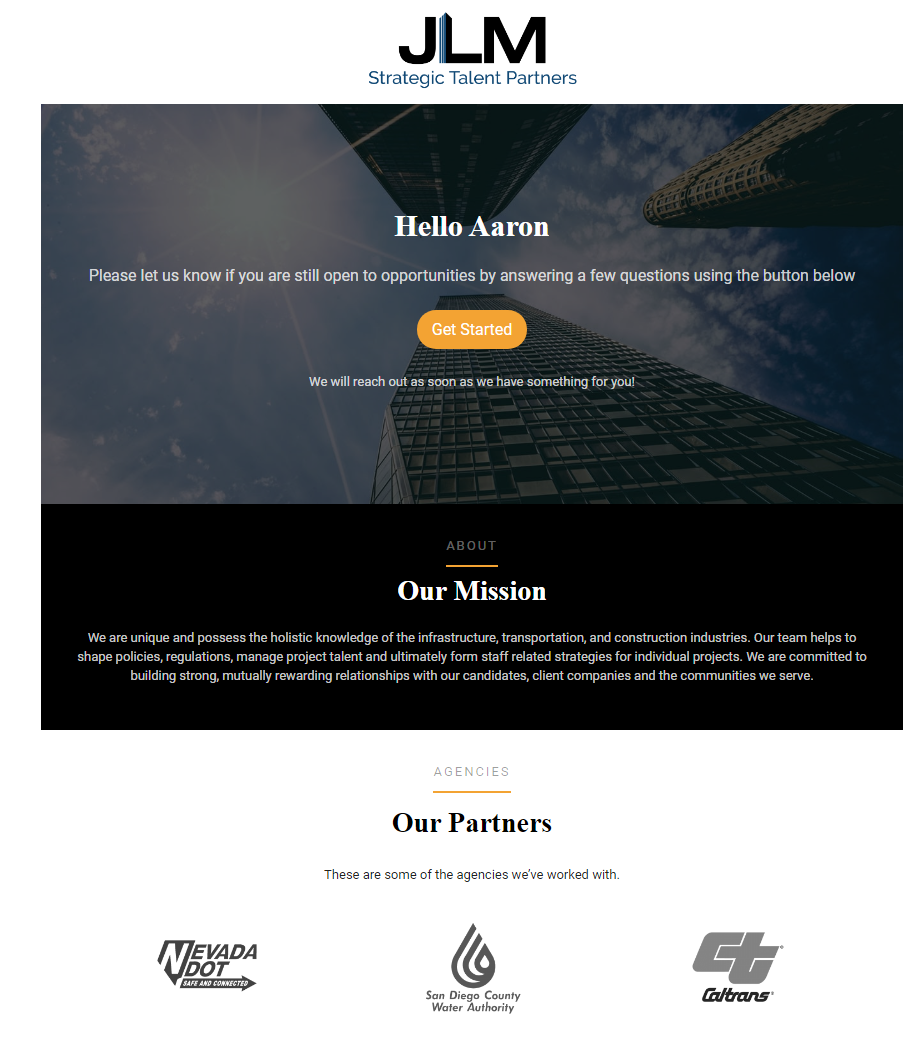 JLM
Strategic Talent Partners
Hello Aaron
Please let us know if you are still open to opportunities by answering a few questions using the button below
Get Started
We will reach out as soon as we have something for you!
ABOUT
Our Mission
We are unique and possess the holistic knowledge of the infrastructure, transportation, and construction industries. Our team helps to
shape policies, regulations, manage project talent and ultimately form staff related strategies for individual projects. We are committed to
building strong, mutually rewarding relationships with our candidates, client companies and the communities we serve.
AGENCIES
Our Partners
These are some of the agencies we’ve worked with.
NEVADA
DOT
SAFE AND CONNECTED
San Diego County
Water Authority
ct
Caltrans